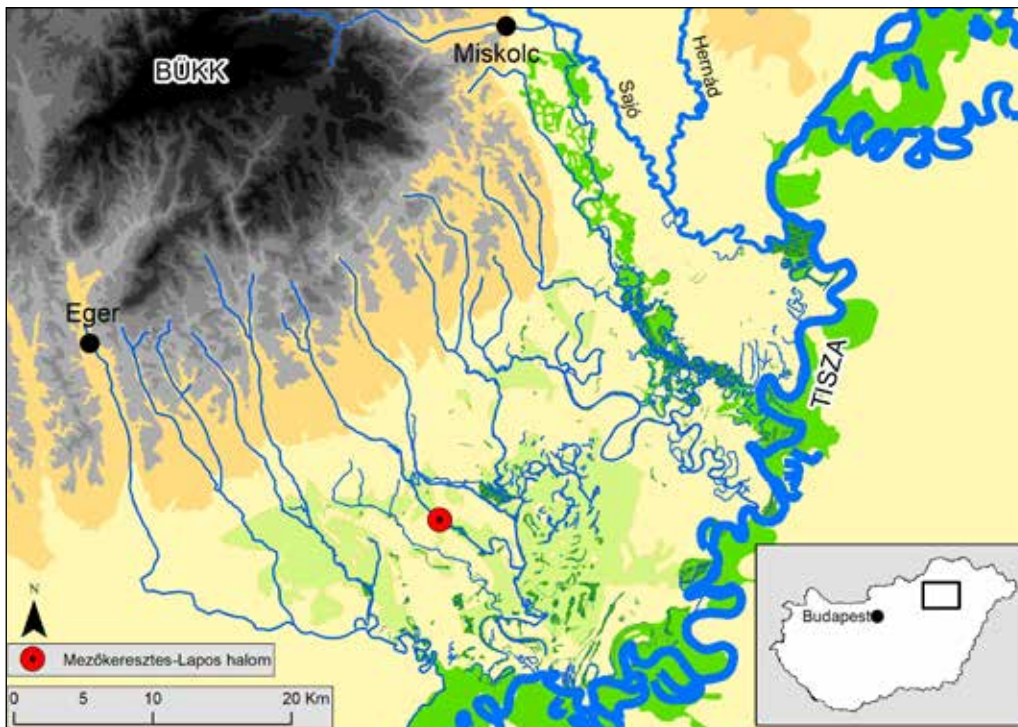 Miskolc
BÜKK
Hernád
Sajó
Eger
TISZA
N
Mezőkeresztes-Lapos halom
0 5 10 20 Km
Budapest